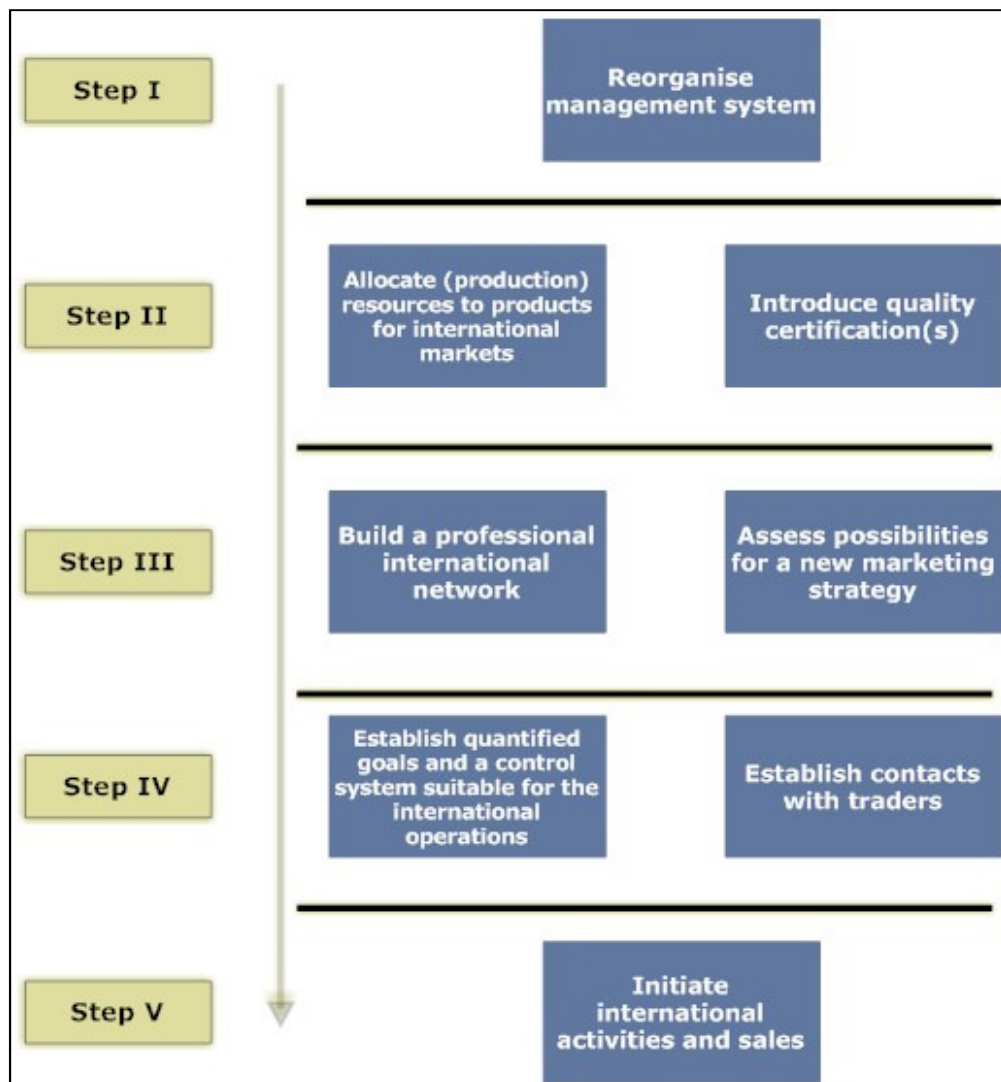 Step I
Reorganise
management system
Step II
Allocate (production)
resources to products
for international
markets
Introduce quality
certification(s)
Step III
Build a professional
international
network
Assess possibilities
for a new marketing
strategy
Step IV
Establish quantified
goals and a control
system suitable for the
international
operations
Establish contacts
with traders
Step V
Initiate
international
activities and sales